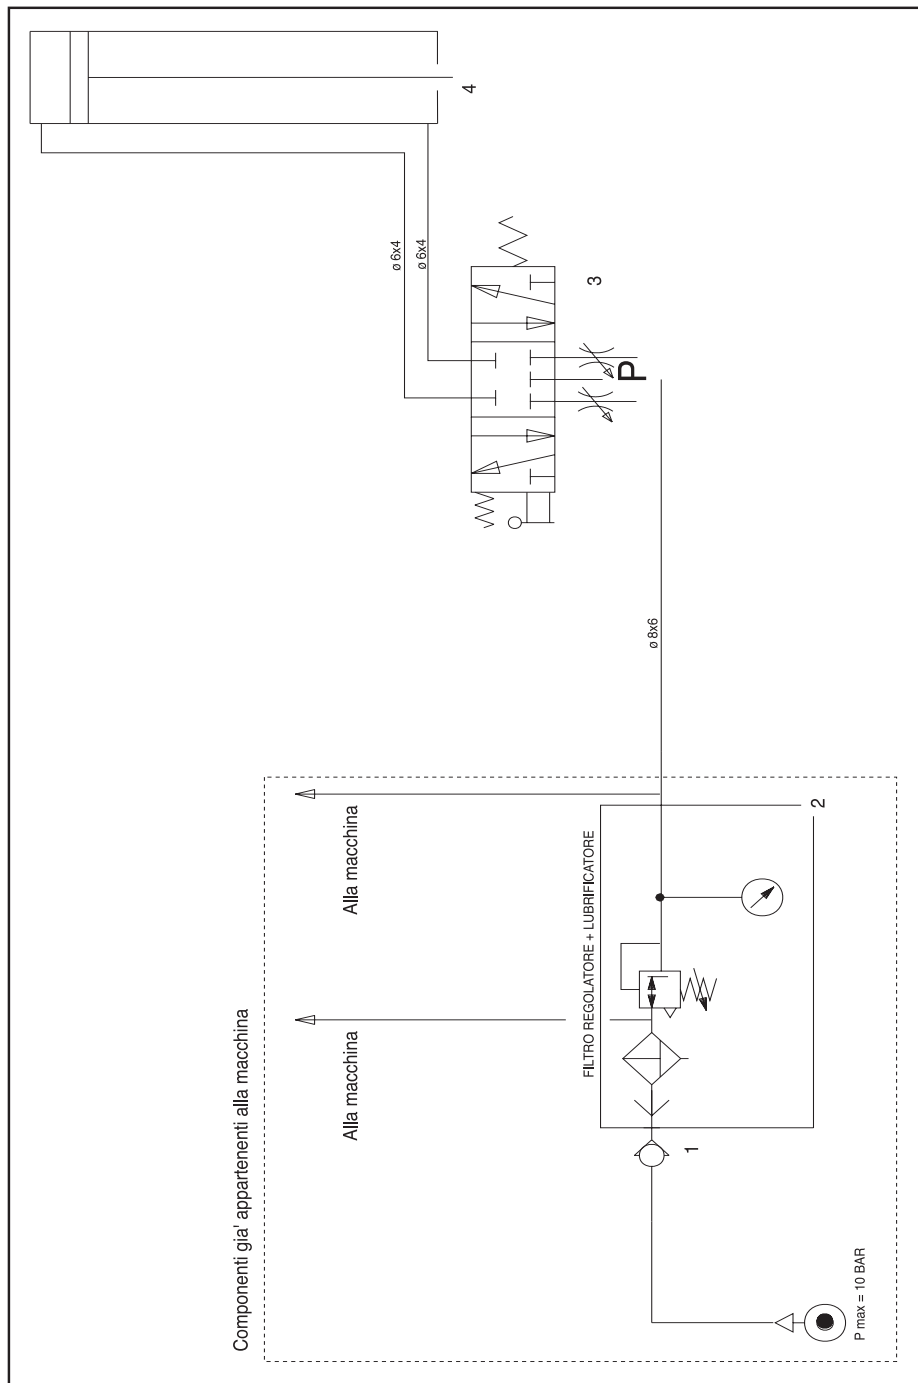 4
ø 6x4
ø 6x4
3
P
ø 8x6
Componenti gia' appartenenti alla macchina
Alla macchina
Alla macchina
FILTRO REGOLATORE + LUBRIFICATORE
2
1
P max = 10 BAR